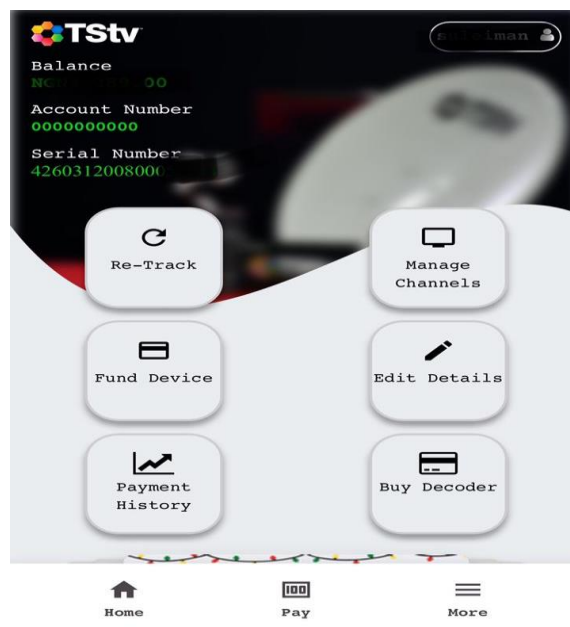 TStv
Balance
Account Number
0000000000
Serial Number
4260312008000
Re-Track
Manage
Channels
Fund Device
Edit Details
Payment
History
Buy Decoder
Home
Pay
More